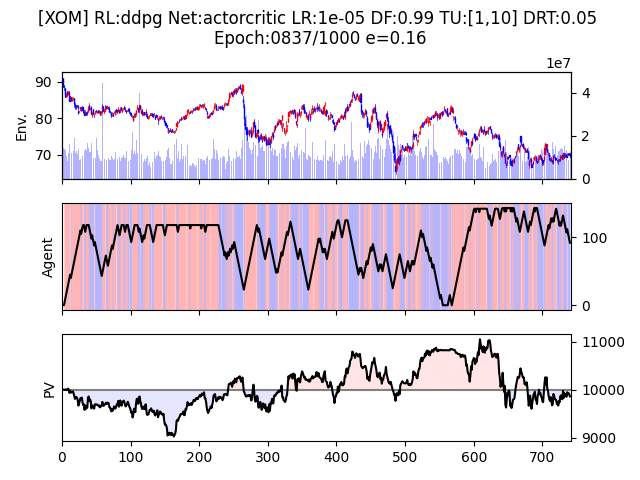 [XOM] RL:ddpg Net:actorcritic LR:1e-05 DF:0.99 TU:[1,10] DRT:0.05
Epoch:0837/1000 e=0.16
1e7
90
80
70
Env.
4
2
0
Agent
100
0
PV
11000
10000
9000
0 100 200 300 400 500 600 700